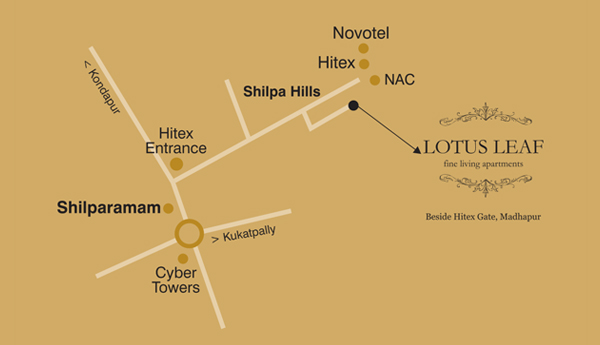 Novotel
Hitex
NAC
Shilpa Hills
< Kondapur
Hitex
Entrance
LOTUS LEAF
fine living apartments
Beside Hitex Gate, Madhapur
Shilparamam
> Kukatpally
Cyber
Towers